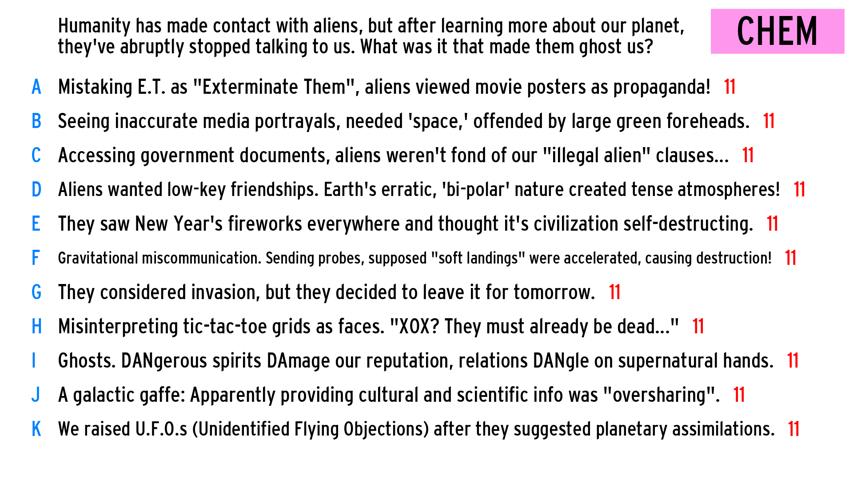 Humanity has made contact with aliens, but after learning more about our planet,
they've abruptly stopped talking to us. What was it that made them ghost us?
CHEM
A Mistaking E.T. as "Exterminate Them", aliens viewed movie posters as propaganda! 11
B Seeing inaccurate media portrayals, needed 'space,' offended by large green foreheads. 11
C Accessing government documents, aliens weren't fond of our "illegal alien" clauses... 11
D Aliens wanted low-key friendships. Earth's erratic, 'bi-polar' nature created tense atmospheres! 11
E They saw New Year's fireworks everywhere and thought it's civilization self-destructing. 11
F Gravitational miscommunication. Sending probes, supposed "soft landings" were accelerated, causing destruction! 11
G They considered invasion, but they decided to leave it for tomorrow. 11
H Misinterpreting tic-tac-toe grids as faces. "XOX? They must already be dead..." 11
I Ghosts. DANgerous spirits DAmage our reputation, relations DANgle on supernatural hands. 11
J A galactic gaffe: Apparently providing cultural and scientific info was "oversharing". 11
K We raised U.F.O.s (Unidentified Flying Objections) after they suggested planetary assimilations. 11